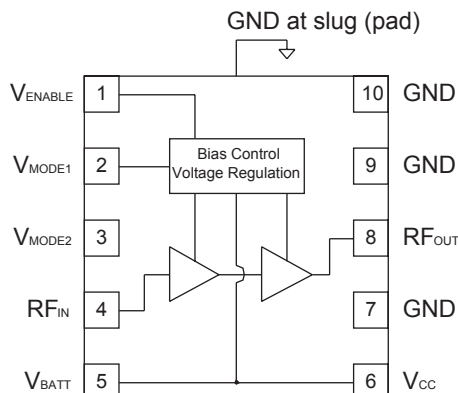 GND at slug (pad)
VENABLE 1
10 GND
Bias Control
Voltage Regulation
VMODE1 2
9 GND
VMODE2 3
8 RFOUT
RFIN 4
7 GND
VBATT 5
6 VCC